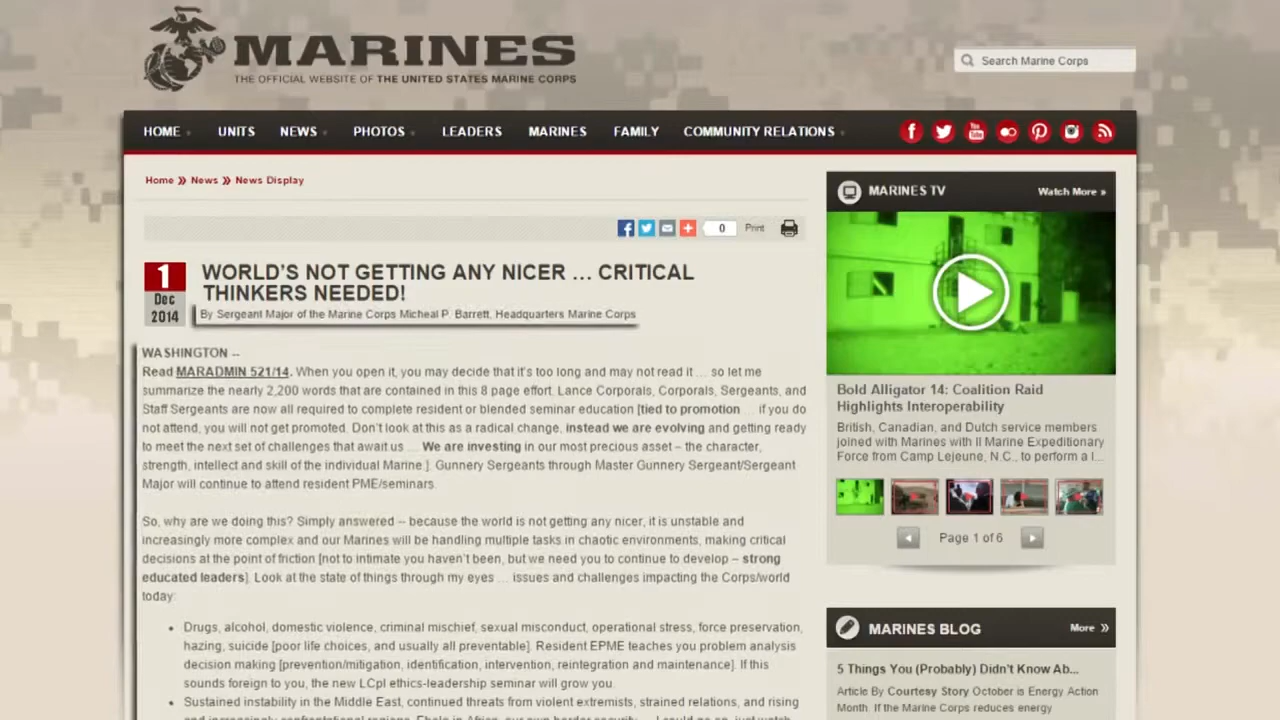 MARINES
THE OFFICIAL WEBSITE OF THE UNITED STATES MARINE CORPS
Search Marine Corps
HOME UNITS NEWS PHOTOS LEADERS MARINES FAMILY COMMUNITY RELATIONS
Home » News » News Display
0 Print
1
Dec
2014
WORLD'S NOT GETTING ANY NICER … CRITICAL
THINKERS NEEDED!
By Sergeant Major of the Marine Corps Micheal P. Barrett, Headquarters Marine Corps
WASHINGTON --
Read MARADMIN 521/14. When you open it, you may decide that it's too long and may not read it … so let me
summarize the nearly 2,200 words that are contained in this 8 page effort. Lance Corporals, Corporals, Sergeants, and
Staff Sergeants are now all required to complete resident or blended seminar education [tied to promotion … if you do
not attend, you will not get promoted. Don't look at this as a radical change, instead we are evolving and getting ready
to meet the next set of challenges that await us … We are investing in our most precious asset – the character,
strength, intellect and skill of the individual Marine ]. Gunnery Sergeants through Master Gunnery Sergeant/Sergeant
Major will continue to attend resident PME/seminars.
So, why are we doing this? Simply answered – because the world is not getting any nicer, it is unstable and
increasingly more complex and our Marines will be handling multiple tasks in chaotic environments, making critical
decisions at the point of friction [not to intimate you haven't been, but we need you to continue to develop – strong
educated leaders]. Look at the state of things through my eyes … issues and challenges impacting the Corps/world
today:
• Drugs, alcohol, domestic violence, criminal mischief, sexual misconduct, operational stress, force preservation,
hazing, suicide [poor life choices, and usually all preventable]. Resident EPME teaches you problem analysis
decision making [prevention/mitigation, identification, intervention, reintegration and maintenance]. If this
sounds foreign to you, the new LCpl ethics-leadership seminar will grow you.
• Sustained instability in the Middle East, continued threats from violent extremists, strained relations, and rising
MARINES TV Watch More »
Bold Alligator 14: Coalition Raid
Highlights Interoperability
British, Canadian, and Dutch service members
joined with Marines with II Marine Expeditionary
Force from Camp Lejeune, N.C., to perform a l...
Page 1 of 6
MARINES BLOG More »
5 Things You (Probably) Didn't Know Ab...
Article By Courtesy Story October is Energy Action
Month. If the Marine Corps reduces energy